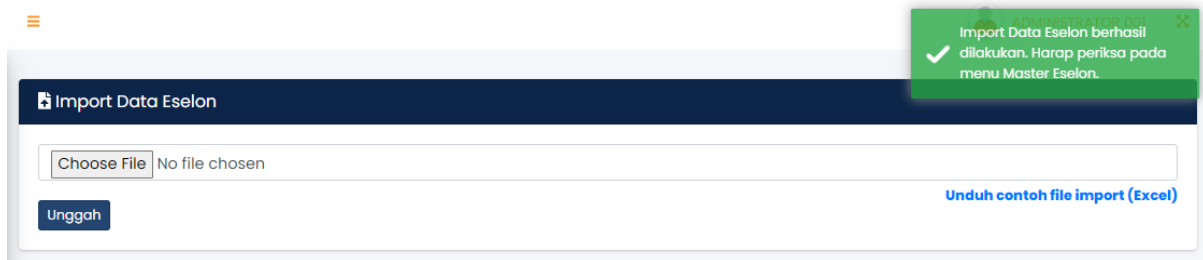 ADMINISTRATOR 001
Import Data Eselon berhasil
dilakukan. Harap periksa pada
menu Master Eselon.
Import Data Eselon
Choose File No file chosen
Unduh contoh file import (Excel)
Unggah